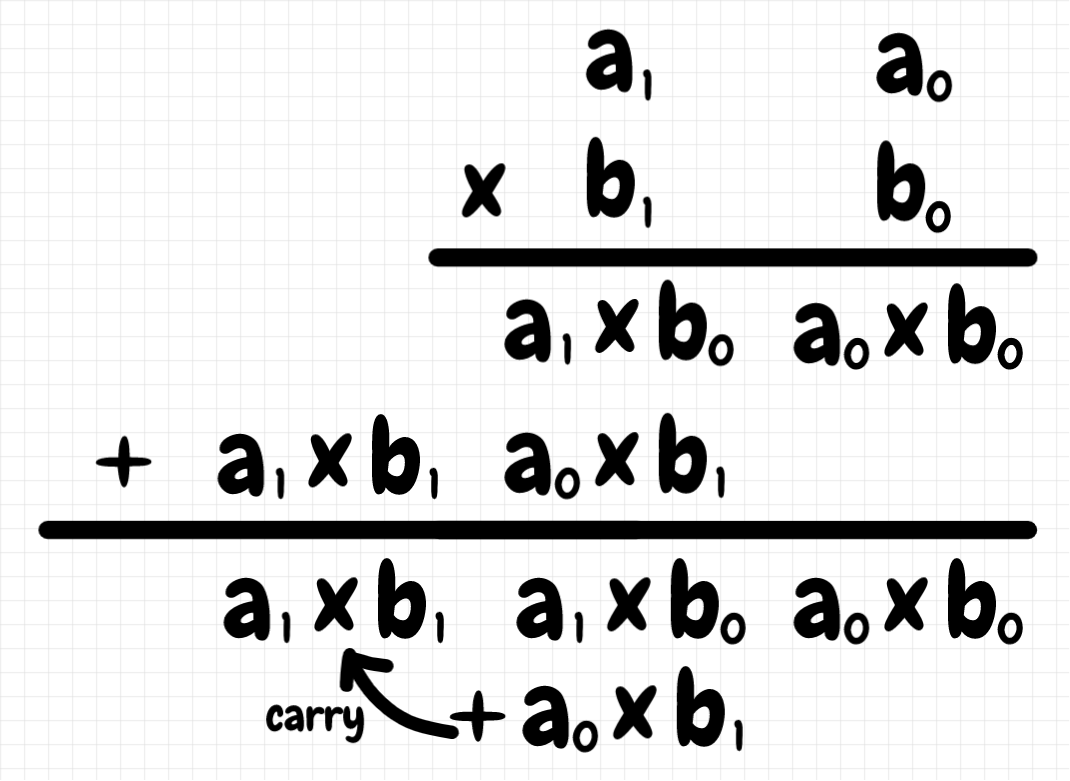 a₁ a₀
x b₁ b₀
a₁ x b₀ a₀ x b₀
+ a₁ x b₁ a₀ x b₁
a₁ x b₁ a₁ x b₀ a₀ x b₀
carry + a₀ x b₁